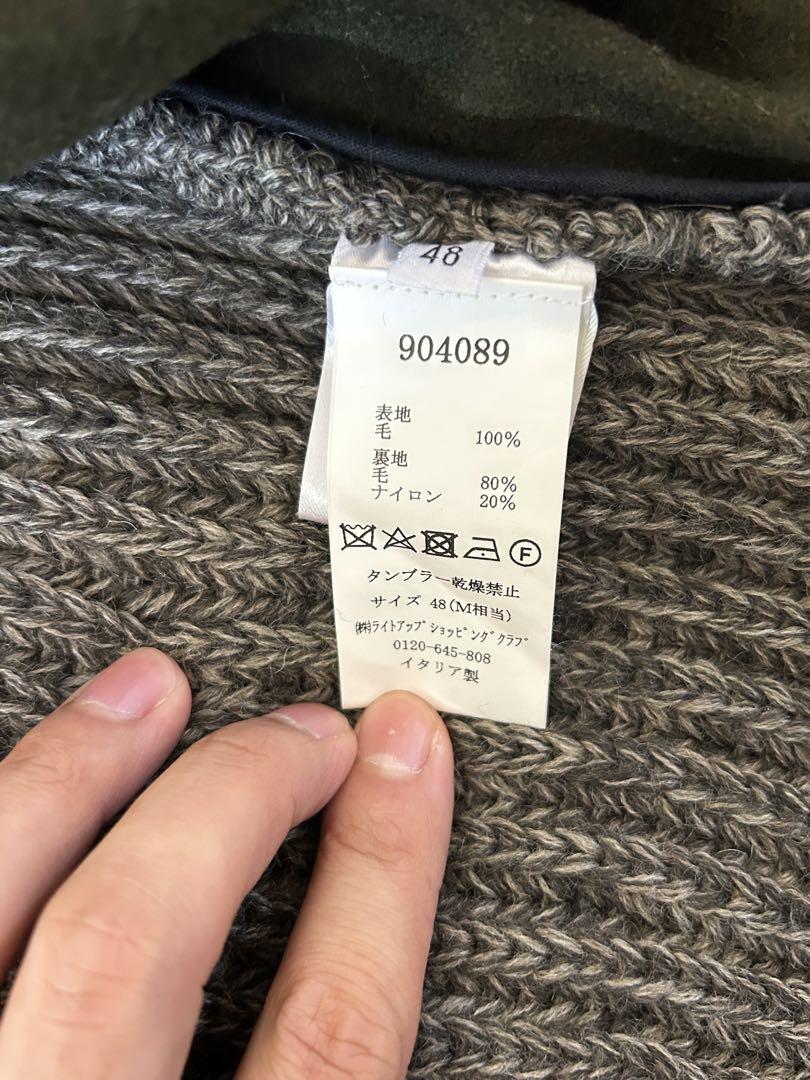 48
904089
表地
毛 100%
裏地
毛 80%
ナイロン 20%
F
タンブラー乾燥禁止
サイズ 48(M相当)
㈱ライトアップショッピングクラブ
0120-645-808
イタリア製